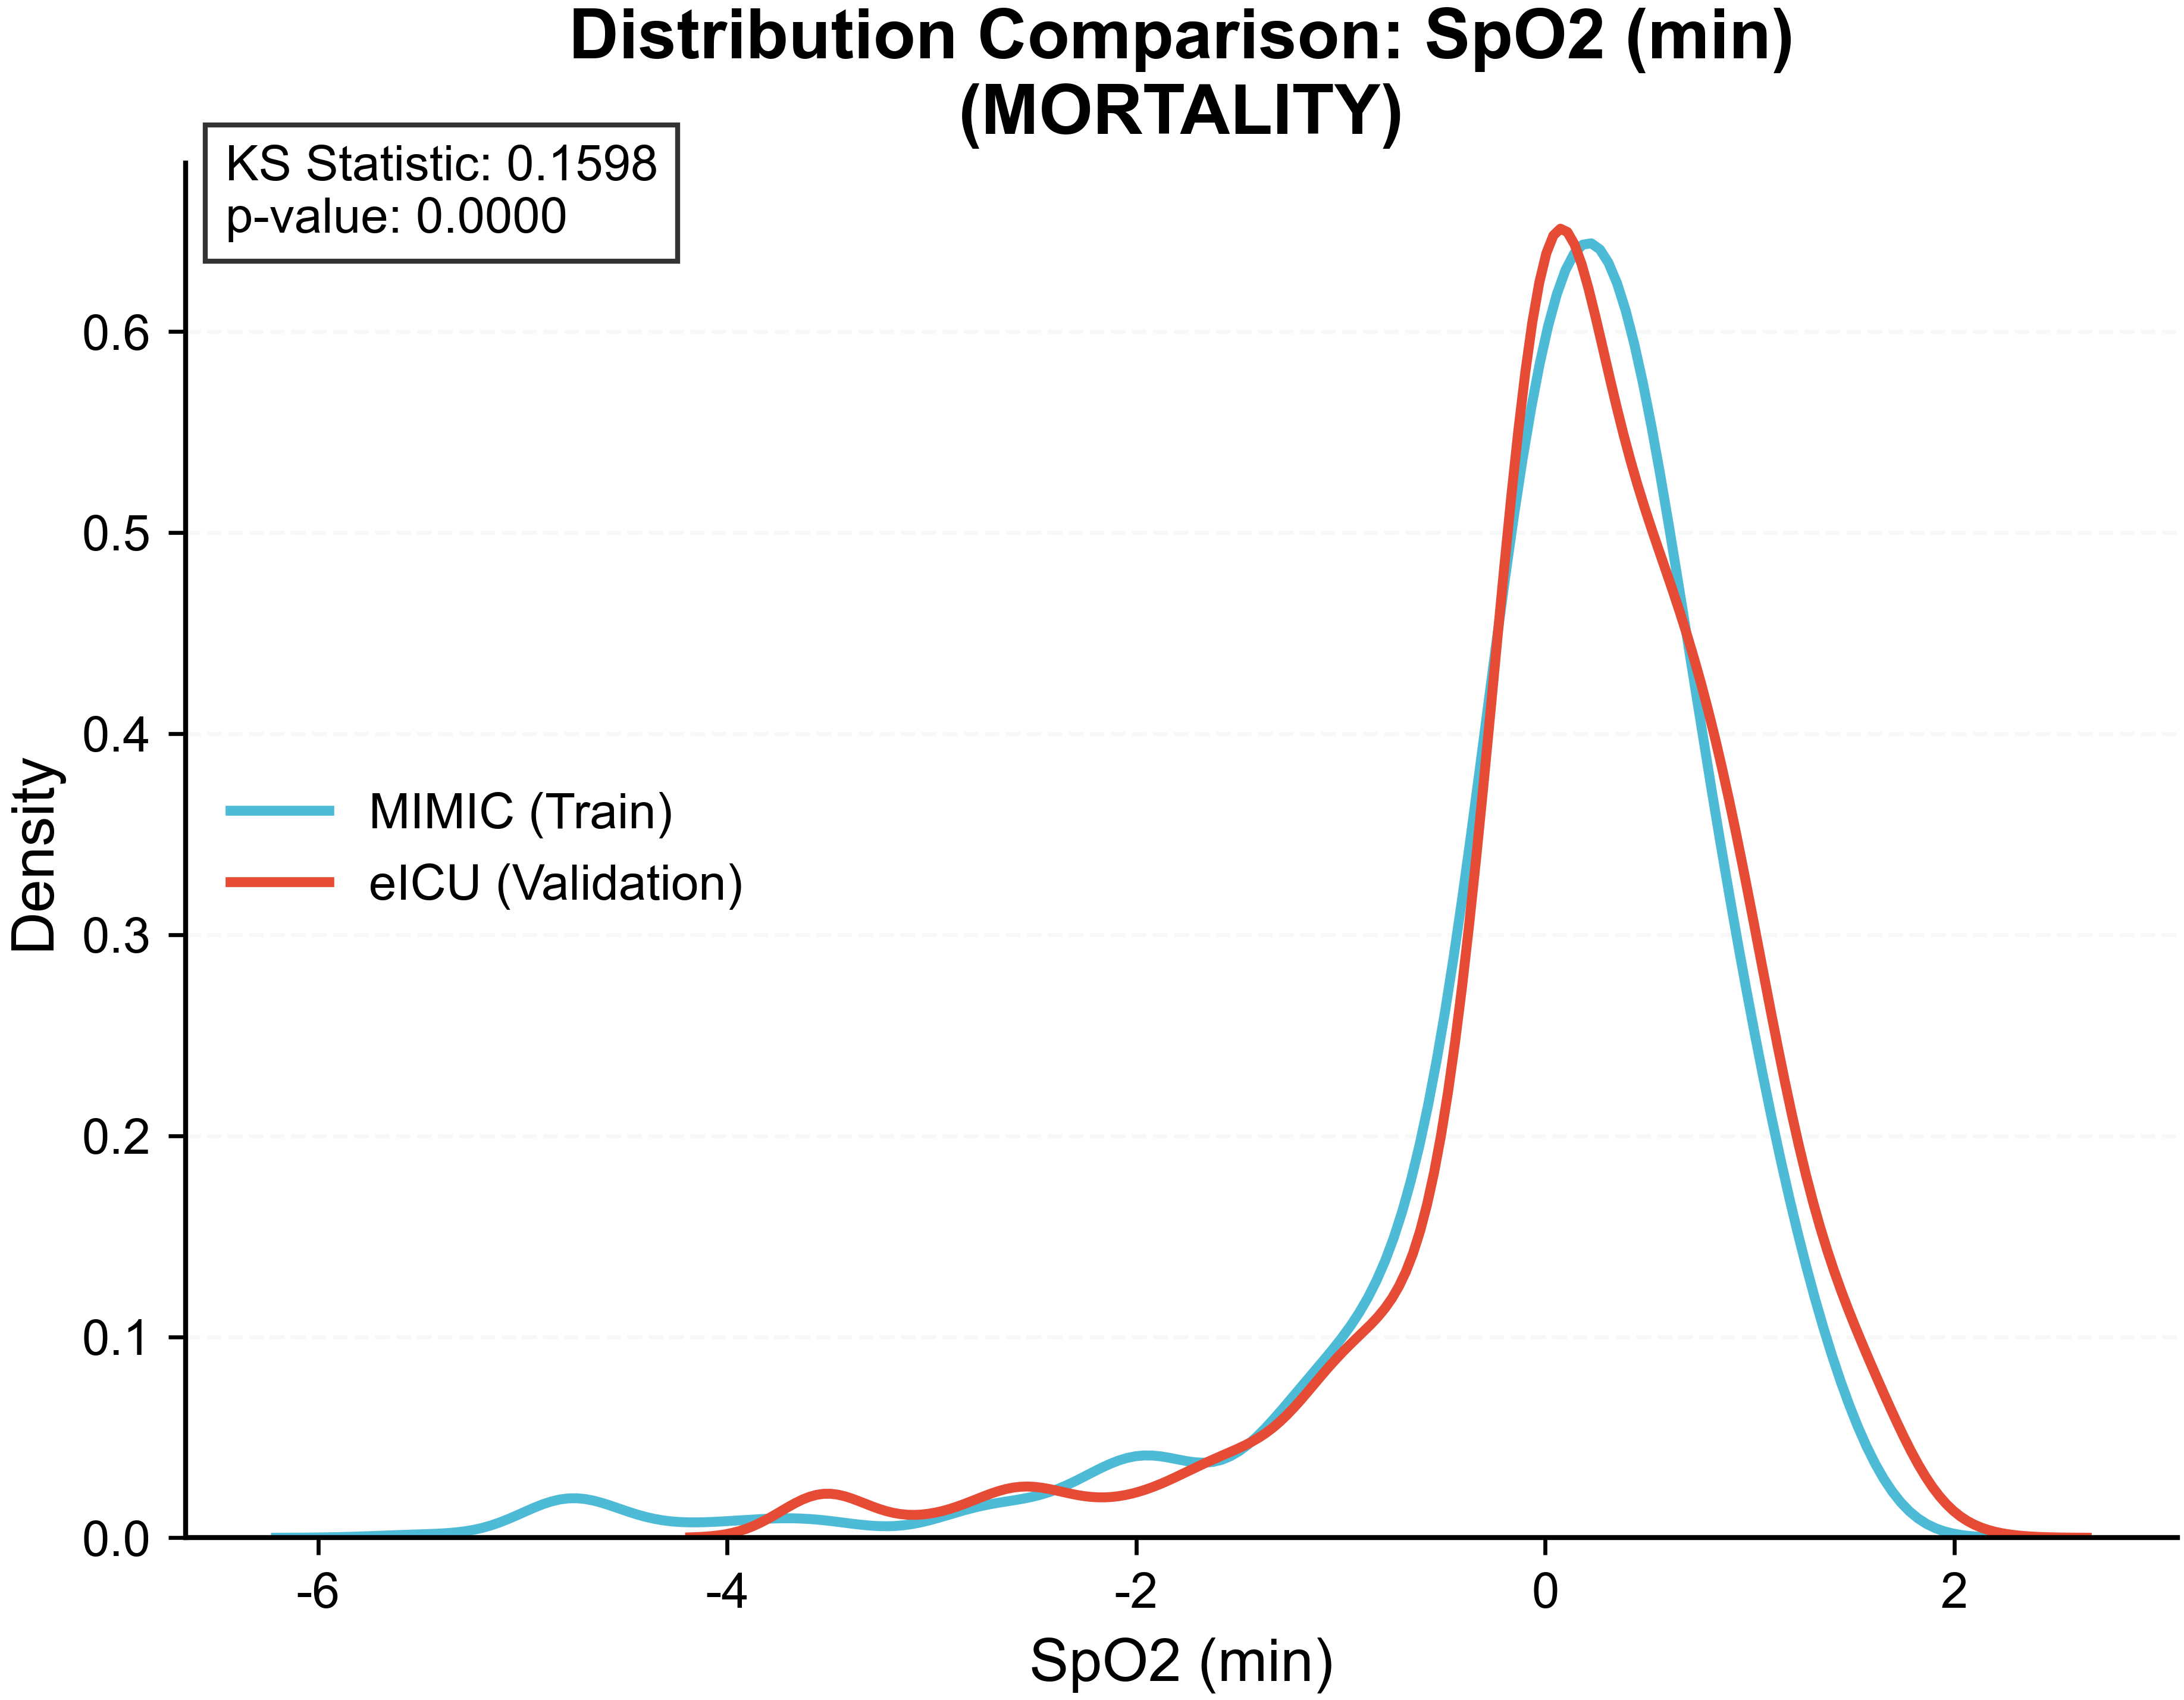 Distribution Comparison: SpO2 (min)
(MORTALITY)
KS Statistic: 0.1598
p-value: 0.0000
0.6
0.5
0.4
0.3
0.2
0.1
0.0
Density
MIMIC (Train)
eICU (Validation)
-6
-4
-2
0
2
SpO2 (min)